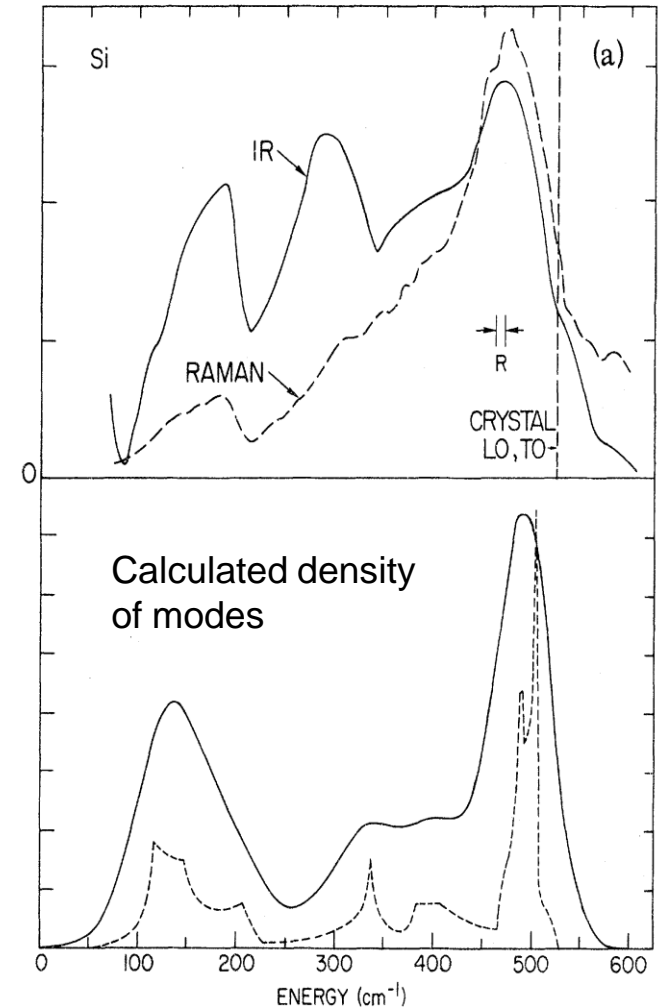 Si
(a)
IR
RAMAN
R
CRYSTAL
LO, TO
0
Calculated density
of modes
0 100 200 300 400 500 600
ENERGY (cm⁻¹)